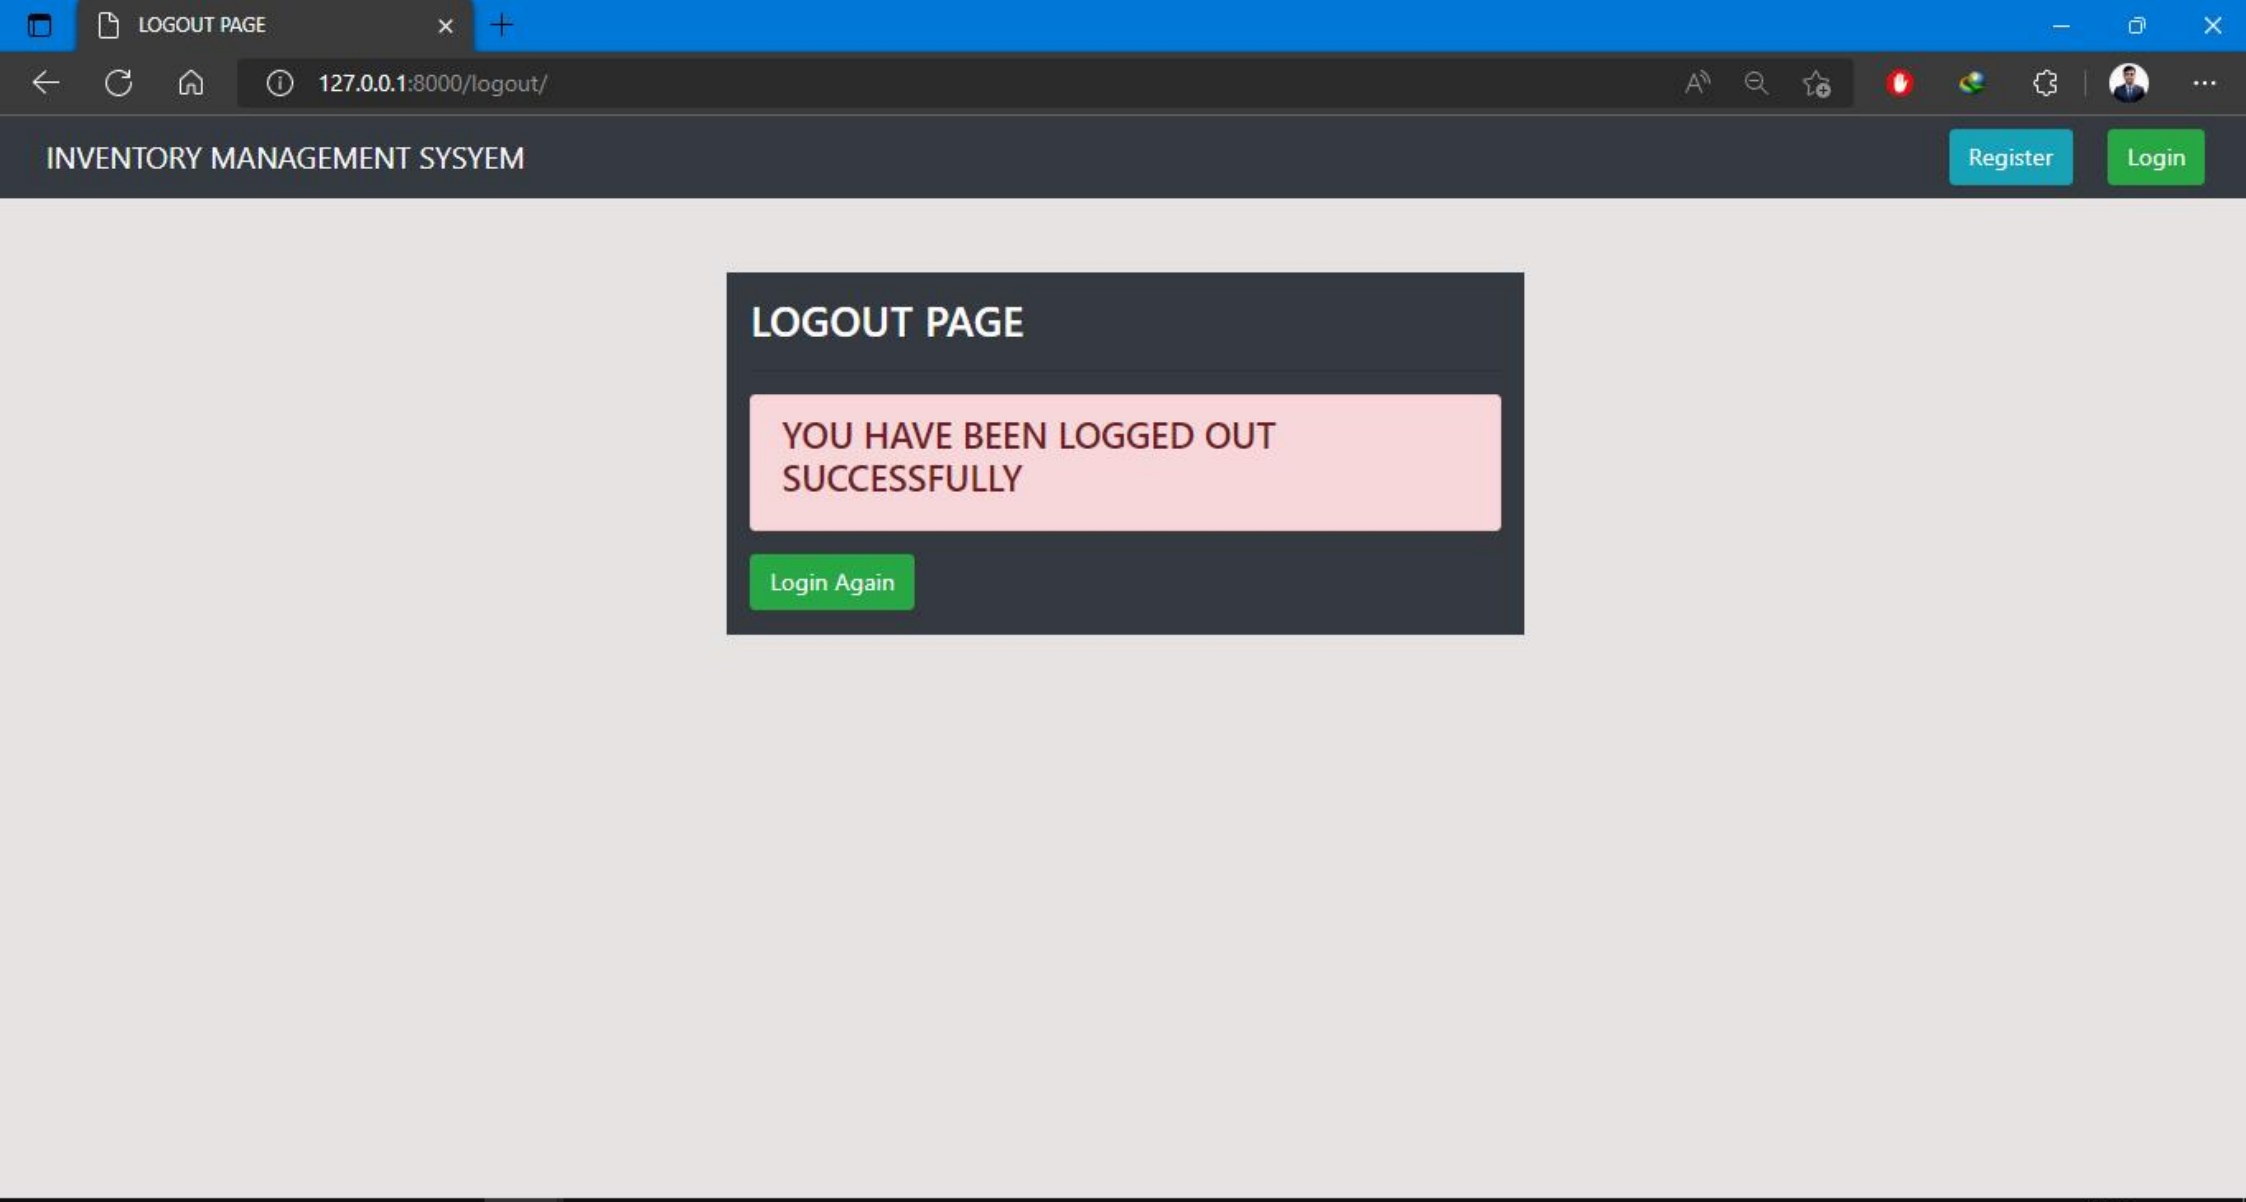 LOGOUT PAGE
127.0.0.1:8000/logout/
INVENTORY MANAGEMENT SYSYEM
Register
Login
LOGOUT PAGE
YOU HAVE BEEN LOGGED OUT
SUCCESSFULLY
Login Again